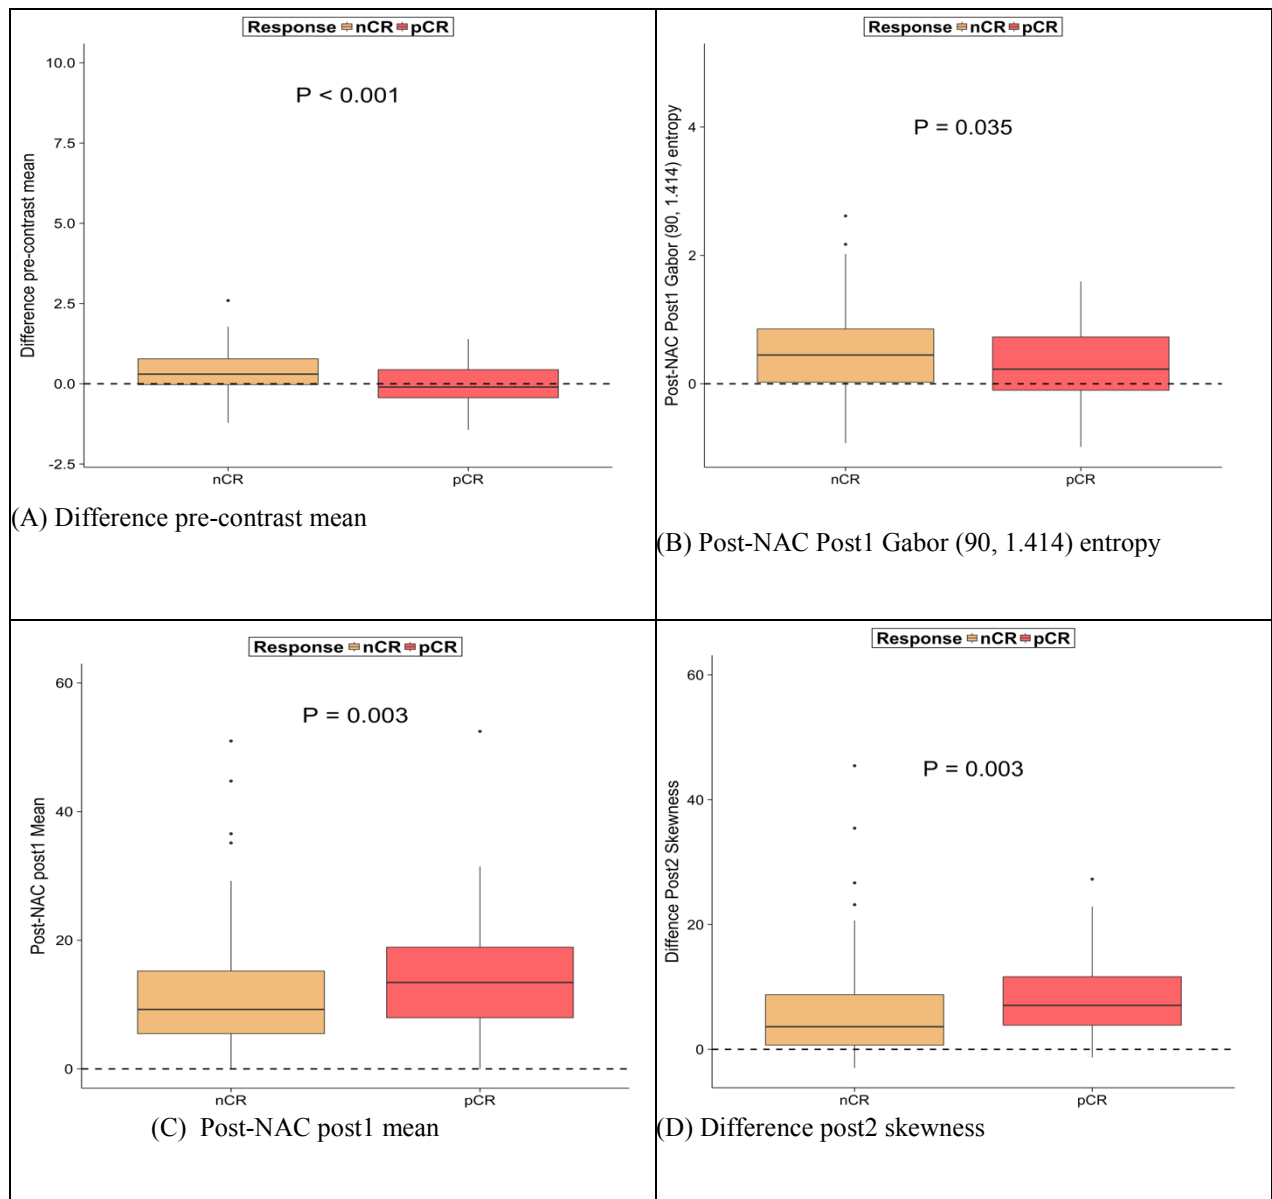 Response nCR pCR
10.0
7.5
5.0
2.5
0.0
-2.5
Difference pre-contrast mean
P < 0.001
nCR pCR
(A) Difference pre-contrast mean
Response nCR pCR
4
2
0
Post-NAC Post1 Gabor (90, 1.414) entropy
P = 0.035
nCR pCR
(B) Post-NAC Post1 Gabor (90, 1.414) entropy
Response nCR pCR
60
40
20
0
Post-NAC post1 Mean
P = 0.003
nCR pCR
(C) Post-NAC post1 mean
Response nCR pCR
60
40
20
0
Diffence Post2 Skewness
P = 0.003
nCR pCR
(D) Difference post2 skewness